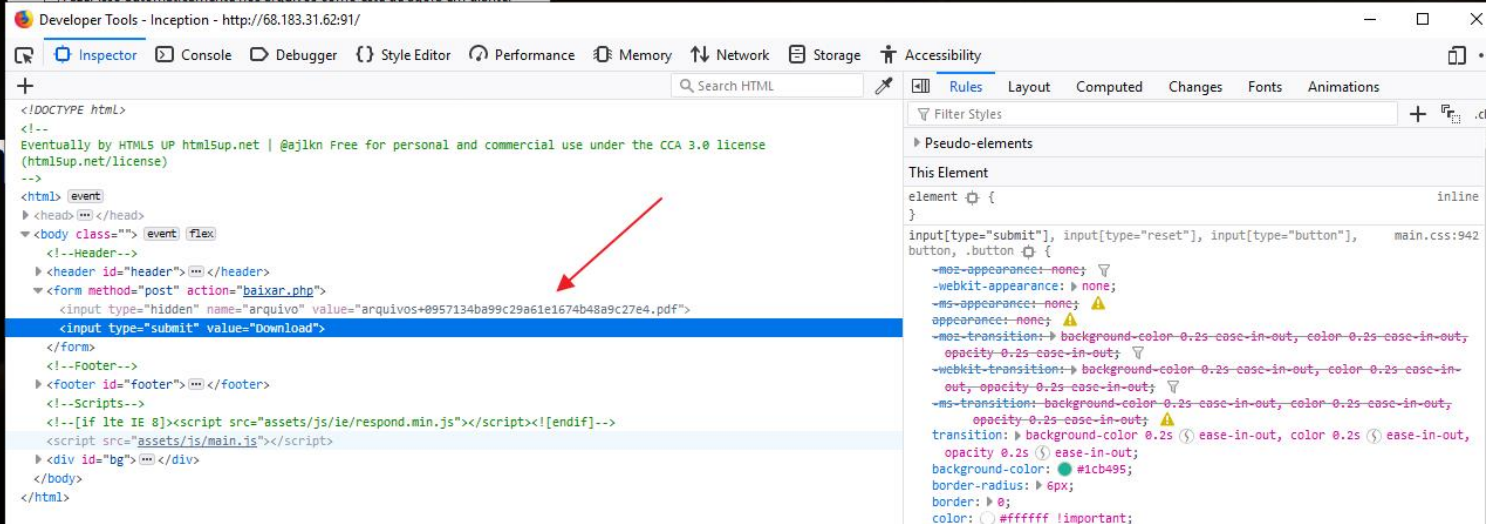 Developer Tools - Inception - http://68.183.31.62:91/
Inspector Console Debugger {} Style Editor Performance Memory Network Storage Accessibility
+ Search HTML
<!DOCTYPE html>
<!--
Eventually by HTML5 UP html5up.net | @ajlkn Free for personal and commercial use under the CCA 3.0 license
(html5up.net/license)
-->
<html> event
<head> ••• </head>
<body class=""> event flex
<!--Header-->
<header id="header"> ••• </header>
<form method="post" action="baixar.php">
<input type="hidden" name="arquivo" value="arquivos+0957134ba99c29a61e1674b48a9c27e4.pdf">
<input type="submit" value="Download">
</form>
<!--Footer-->
<footer id="footer"> ••• </footer>
<!--Scripts-->
<!--[if lte IE 8]><script src="assets/js/ie/respond.min.js"></script><![endif]-->
<script src="assets/js/main.js"></script>
<div id="bg"> ••• </div>
</body>
</html>
Rules Layout Computed Changes Fonts Animations
Filter Styles + .cl
Pseudo-elements
This Element
element { inline
}
input[type="submit"], input[type="reset"], input[type="button"], main.css:942
button, .button {
-moz-appearance: none;
-webkit-appearance: none;
-ms-appearance: none;
appearance: none;
-moz-transition: background-color 0.2s ease-in-out, color 0.2s ease-in-out,
opacity 0.2s ease-in-out;
-webkit-transition: background-color 0.2s ease-in-out, color 0.2s ease-in-
out, opacity 0.2s ease-in-out;
-ms-transition: background-color 0.2s ease-in-out, color 0.2s ease-in-out,
opacity 0.2s ease-in-out;
transition: background-color 0.2s ease-in-out, color 0.2s ease-in-out,
opacity 0.2s ease-in-out;
background-color: #1cb495;
border-radius: 6px;
border: 0;
color: #ffffff !important;